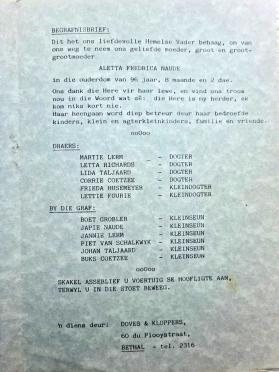 BEGRAFNISBRIEF:
Dit het ons liefdevolle Hemelse Vader behaag, om van
ons weg te neem ons geliefde moeder, groot en groot-
grootmoeder.
ALETTA FREDRICA NAUDE
in die ouderdom van 96 jaar, 8 maande en 2 dae.
Ons dank die Here vir haar lewe, en vind ons troos
nou in die Woord wat sê: die Here is my herder, ek
kom niks kort nie.
Haar heengaan word diep betreur deur haar bedroefde
kinders, klein en agterkleinkinders, familie en vriende.
ooOoo
DRAERS:
MARTIE LERM - DOGTER
LETTA RICHARDS - DOGTER
LIDA TALJAARD - DOGTER
CORRIE COETZEE - DOGTER
FRIEDA HUSEMEYER - KLEINDOGTER
LETTIE FOURIE - KLEINDOGTER
BY DIE GRAF:
BOET GROBLER - KLEINSEUN
JAPIE NAUDE - KLEINSEUN
JANNIE LERM - KLEINSEUN
PIET VAN SCHALKWYK - KLEINSEUN
JOHAN TALJAARD - KLEINSEUN
BUKS COETZEE - KLEINSEUN
ooOoo
SKAKEL ASSEBLIEF U VOERTUIG SE HOOFLIGTE AAN,
TERWYL U IN DIE STOET BEWEEG.
'n diens deur: DOVES & KLOPPERS,
60 du Plooystraat,
BETHAL - tel. 2316